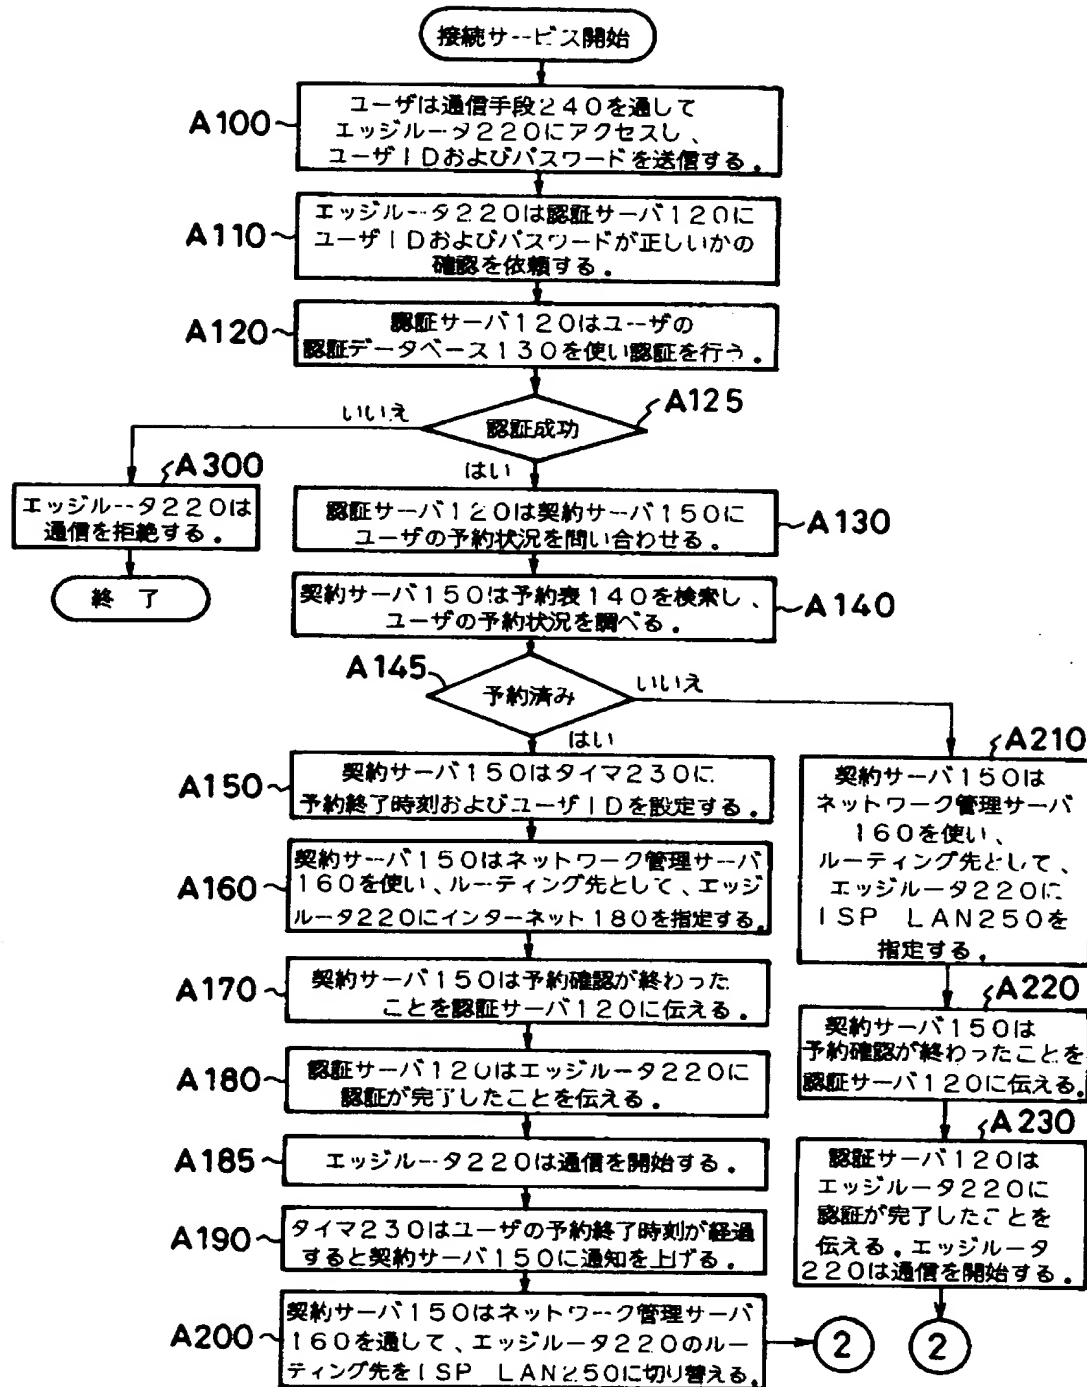 接続サービス開始
A100
ユーザは通信手段240を通して
エッジルータ220にアクセスし、
ユーザIDおよびパスワードを送信する.
A110
エッジルータ220は認証サーバ120に
ユーザIDおよびパスワードが正しいかの
確認を依頼する.
A120
認証サーバ120はユーザの
認証データベース130を使い認証を行う.
A125
認証成功
いいえ
はい
A300
エッジルータ220は
通信を拒絶する.
終 了
認証サーバ120は契約サーバ150に
ユーザの予約状況を問い合わせる.
A130
契約サーバ150は予約表140を検索し、
ユーザの予約状況を調べる.
A140
A145
予約済み
いいえ
はい
A150
契約サーバ150はタイマ230に
予約終了時刻およびユーザIDを設定する.
A160
契約サーバ150はネットワーク管理サーバ
160を使い、ルーティング先として、エッジ
ルータ220にインターネット180を指定する.
A170
契約サーバ150は予約確認が終わった
ことを認証サーバ120に伝える.
A180
認証サーバ120はエッジルータ220に
認証が完了したことを伝える.
A185
エッジルータ220は通信を開始する.
A190
タイマ230はユーザの予約終了時刻が経過
すると契約サーバ150に通知を上げる.
A200
契約サーバ150はネットワーク管理サーバ
160を通して、エッジルータ220のルー
ティング先をISP LAN250に切り替える.
2
A210
契約サーバ150は
ネットワーク管理サーバ
160を使い、
ルーティング先として、
エッジルータ220に
ISP LAN250を
指定する.
A220
契約サーバ150は
予約確認が終わったことを
認証サーバ120に伝える.
A230
認証サーバ120は
エッジルータ220に
認証が完了したことを
伝える.エッジルータ
220は通信を開始する.
2